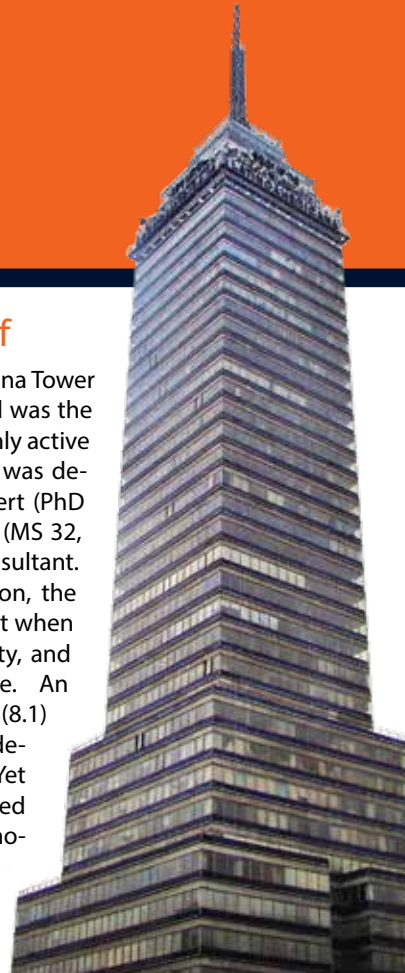 f
na Tower
l was the
nly active
was de-
ert (PhD
(MS 32,
sultant.
on, the
t when
ty, and
e. An
(8.1)
de-
Yet
ed
no-